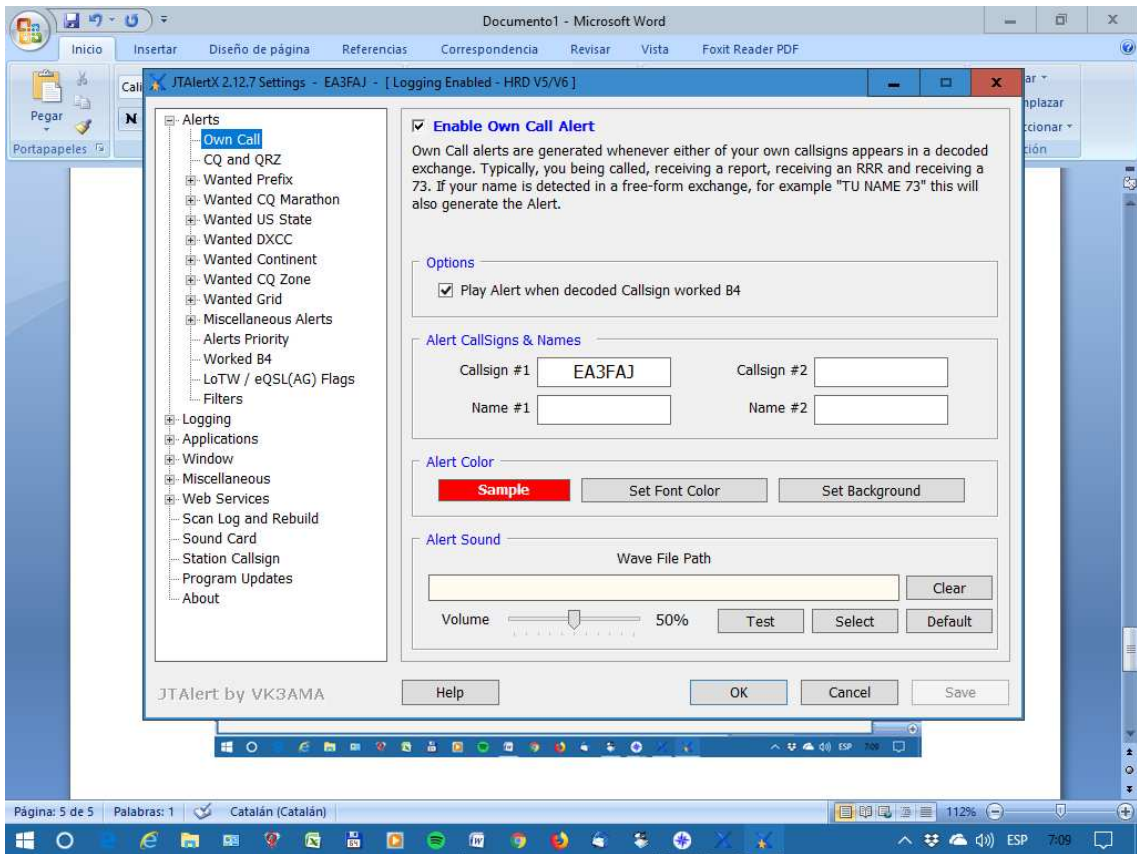 Documento1 - Microsoft Word
Inicio Insertar Diseño de página Referencias Correspondencia Revisar Vista Foxit Reader PDF
Pegar
Portapapeles
Cali
N
JTAlertX 2.12.7 Settings - EA3FAJ - [ Logging Enabled - HRD V5/V6 ]
Alerts
Own Call
CQ and QRZ
Wanted Prefix
Wanted CQ Marathon
Wanted US State
Wanted DXCC
Wanted Continent
Wanted CQ Zone
Wanted Grid
Miscellaneous Alerts
Alerts Priority
Worked B4
LoTW / eQSL(AG) Flags
Filters
Logging
Applications
Window
Miscellaneous
Web Services
Scan Log and Rebuild
Sound Card
Station Callsign
Program Updates
About
Enable Own Call Alert
Own Call alerts are generated whenever either of your own callsigns appears in a decoded
exchange. Typically, you being called, receiving a report, receiving an RRR and receiving a
73. If your name is detected in a free-form exchange, for example "TU NAME 73" this will
also generate the Alert.
Options
Play Alert when decoded Callsign worked B4
Alert CallSigns & Names
Callsign #1 EA3FAJ Callsign #2
Name #1 Name #2
Alert Color
Sample Set Font Color Set Background
Alert Sound
Wave File Path
Clear
Volume 50% Test Select Default
JTAlert by VK3AMA Help OK Cancel Save
ESP 7:09
Página: 5 de 5 Palabras: 1 Catalán (Catalán) 112%
ESP 7:09